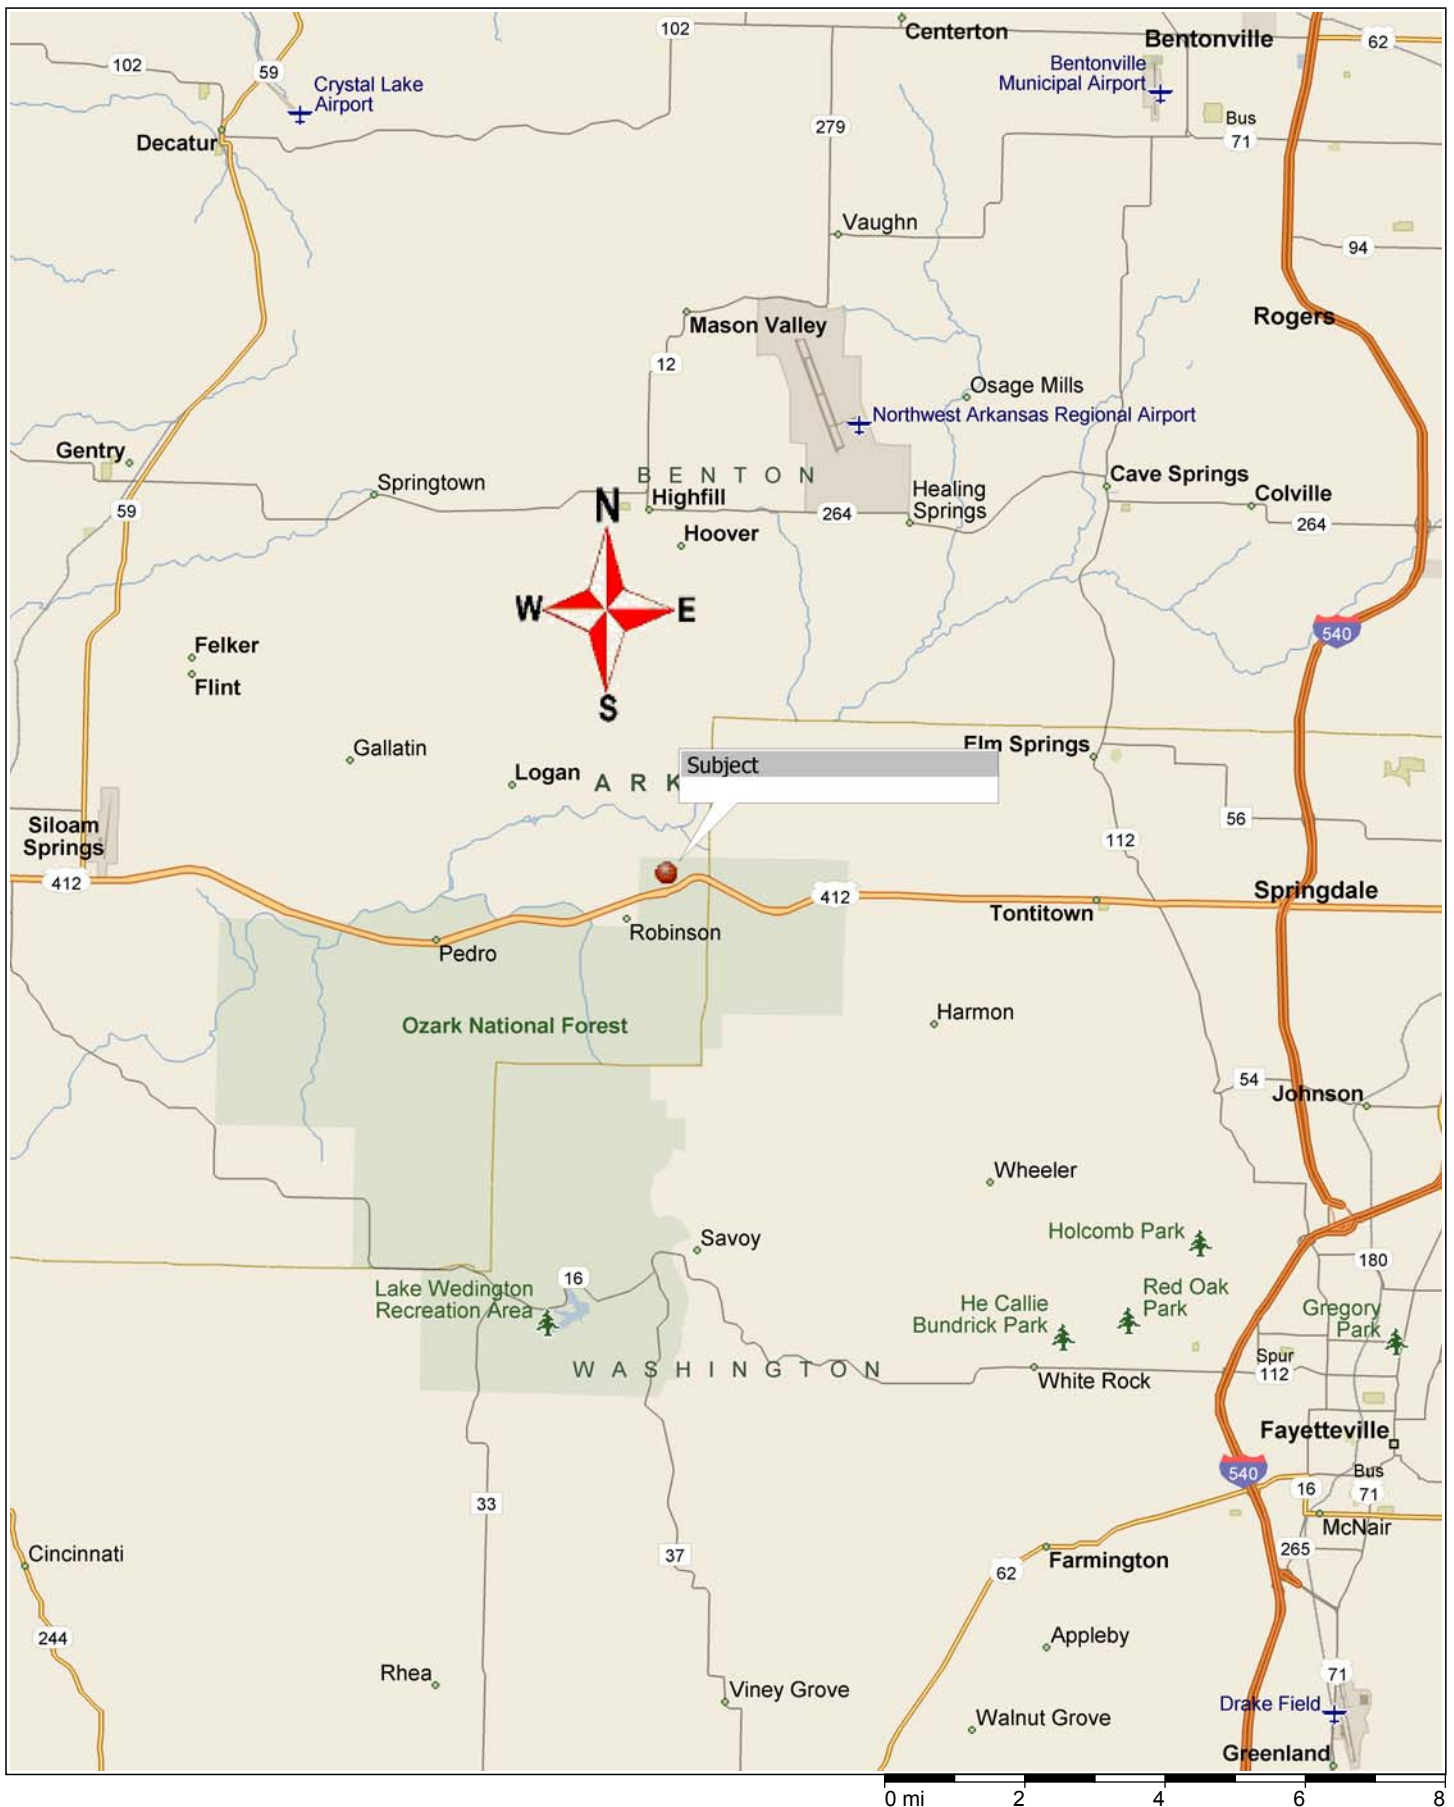 102
Centerton
Bentonville
62
102
59
Crystal Lake
Airport
Bentonville
Municipal Airport
Bus
71
Decatur
279
Vaughn
94
Mason Valley
Rogers
12
Osage Mills
Northwest Arkansas Regional Airport
Gentry
Springtown
BENTON
Cave Springs
Highfill
Healing
Springs
Colville
59
N
264
264
Hoover
W
E
540
Felker
Flint
S
Gallatin
Elm Springs
Logan
ARK
Subject
Siloam
Springs
56
112
412
412
Springdale
Tontitown
Robinson
Pedro
Ozark National Forest
Harmon
54
Johnson
Wheeler
Savoy
Holcomb Park
180
16
Lake Wedington
Recreation Area
Red Oak
Park
He Callie
Bundrick Park
Gregory
Park
WASHINGTON
Spur
112
White Rock
Fayetteville
540
Bus
71
16
33
McNair
265
Cincinnati
37
Farmington
62
244
Appleby
Rhea
71
Viney Grove
Drake Field
Walnut Grove
Greenland
0 mi
2
4
6
8